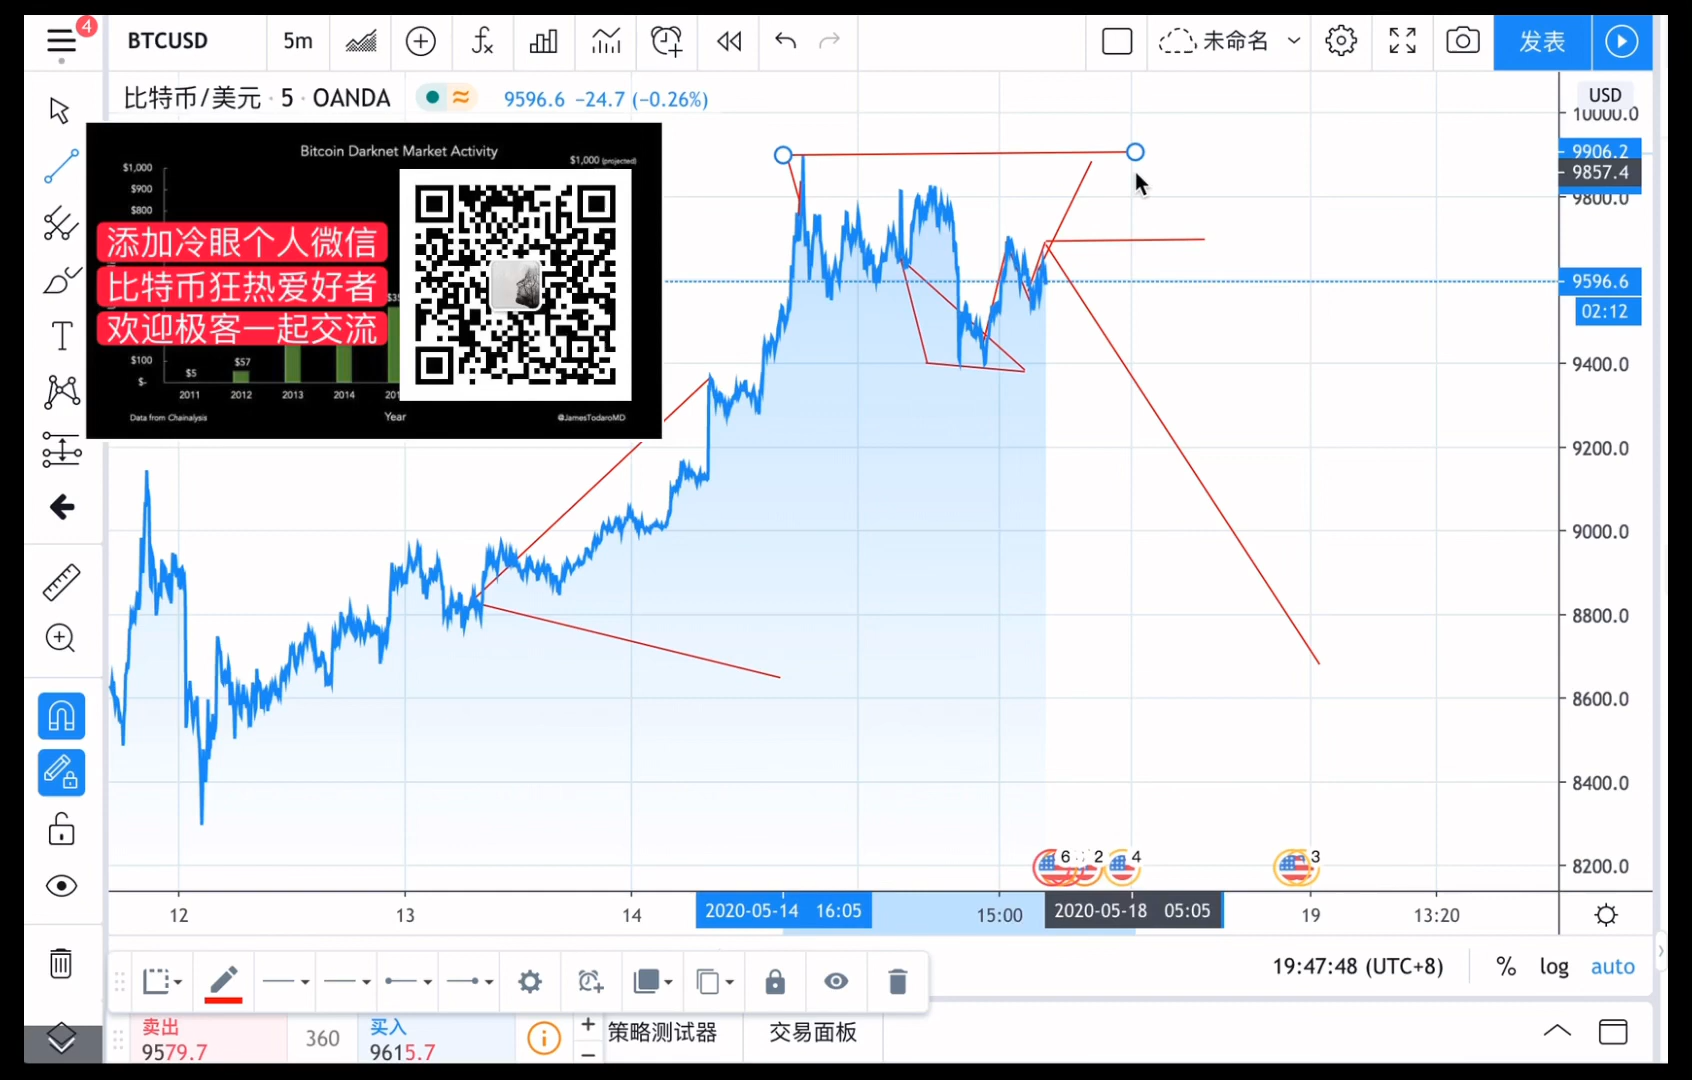 4
BTCUSD
5m
fx
未命名
发表
比特币/美元 · 5 · OANDA
9596.6 −24.7 (−0.26%)
USD
10000.0
9906.2
9857.4
9800.0
9596.6
02:12
9400.0
9200.0
9000.0
8800.0
8600.0
8400.0
8200.0
Bitcoin Darknet Market Activity
$1,000 (projected)
$1,000
$900
$800
添加冷眼个人微信
比特币狂热爱好者
欢迎极客一起交流
$100
$-
$5
$57
2011
2012
2013
2014
Data from Chainalysis
Year
@JamesTodaroMD
6
2
4
3
12
13
14
2020-05-14 16:05
15:00
2020-05-18 05:05
19
13:20
19:47:48 (UTC+8)
%
log
auto
卖出
9579.7
360
买入
9615.7
策略测试器
交易面板